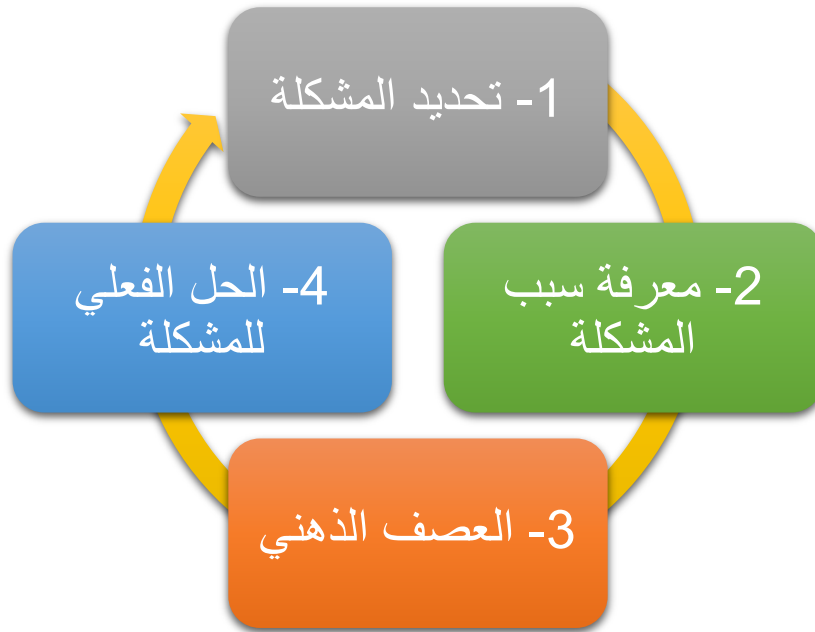 1- تحديد المشكلة
2- معرفة سبب
المشكلة
3- العصف الذهني
4- الحل الفعلي
للمشكلة